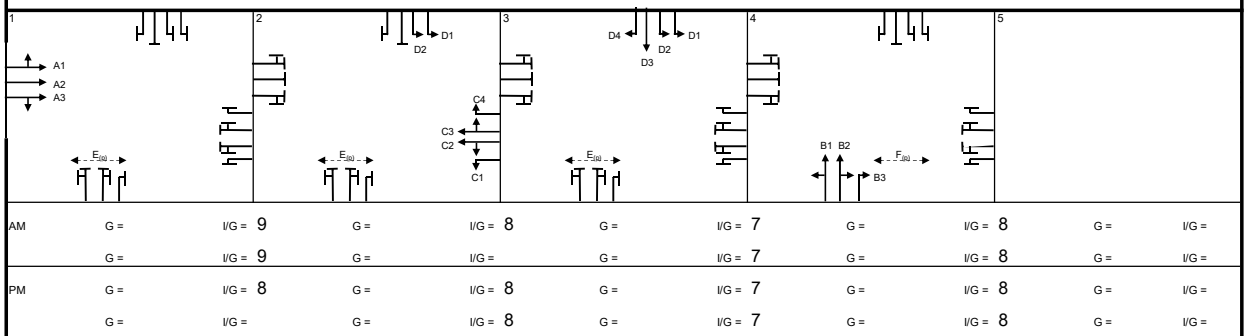 1 2 3 4 5
D1 D4 D1
D2 D2
D3
A1
A2
A3
C4
C3
C2
C1
B1 B2
B3
E(p) E(p) E(p) F(p)
AM G = I/G = 9 G = I/G = 8 G = I/G = 7 G = I/G = 8 G = I/G =
G = I/G = 9 G = I/G = 8 G = I/G = 7 G = I/G = 8 G = I/G =
PM G = I/G = 8 G = I/G = 8 G = I/G = 7 G = I/G = 8 G = I/G =
G = I/G = G = I/G = 8 G = I/G = 7 G = I/G = 8 G = I/G =